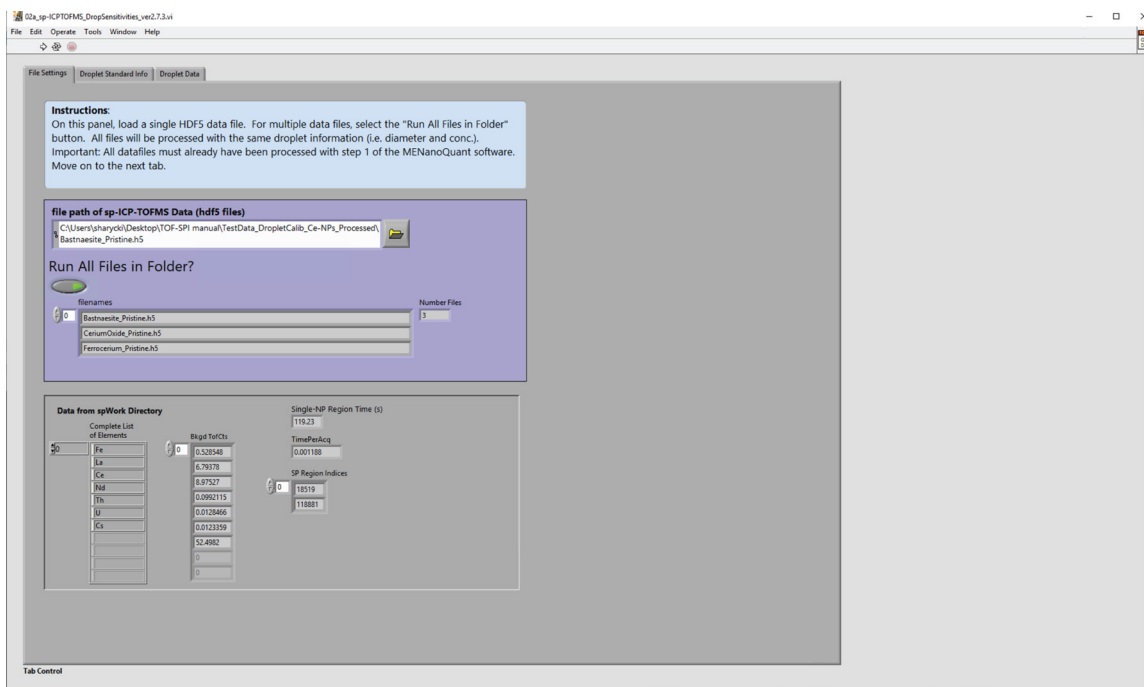 02a_sp-ICPTOFMS_DropSensitivities_ver2.7.3.vi
File Edit Operate Tools Window Help
File Settings Droplet Standard Info Droplet Data
Instructions:
On this panel, load a single HDF5 data file. For multiple data files, select the "Run All Files in Folder"
button. All files will be processed with the same droplet information (i.e. diameter and conc.).
Important: All datafiles must already have been processed with step 1 of the MENanoQuant software.
Move on to the next tab.
file path of sp-ICP-TOFMS Data (hdf5 files)
C:\Users\sharycki\Desktop\TOF-SPI manual\TestData_DropletCalib_Ce-NPs_Processed\
Bastnaesite_Pristine.h5
Run All Files in Folder?
filenames Number Files
0 Bastnaesite_Pristine.h5 3
CeriumOxide_Pristine.h5
Ferrocerium_Pristine.h5
Data from spWork Directory
Complete List
of Elements
0 Fe
La
Ce
Nd
Th
U
Cs
Bkgd TofCts
0 0.528548
6.79378
8.97527
0.0992115
0.0128466
0.0123359
52.4982
0
0
Single-NP Region Time (s)
119.23
TimePerAcq
0.001188
SP Region Indices
0 18519
118881
Tab Control